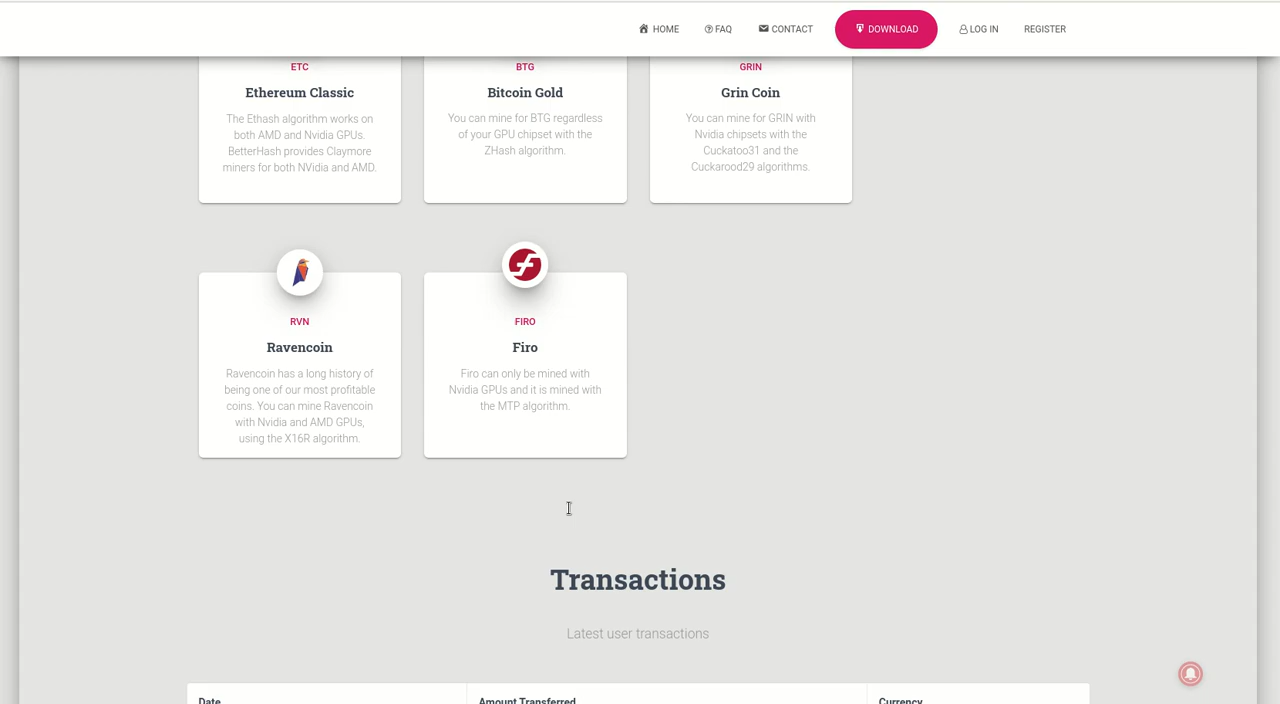 HOME
FAQ
CONTACT
DOWNLOAD
LOG IN
REGISTER
ETC
Ethereum Classic
The Ethash algorithm works on
both AMD and Nvidia GPUs.
BetterHash provides Claymore
miners for both NVidia and AMD.
BTG
Bitcoin Gold
You can mine for BTG regardless
of your GPU chipset with the
ZHash algorithm.
GRIN
Grin Coin
You can mine for GRIN with
Nvidia chipsets with the
Cuckatoo31 and the
Cuckarood29 algorithms.
RVN
Ravencoin
Ravencoin has a long history of
being one of our most profitable
coins. You can mine Ravencoin
with Nvidia and AMD GPUs,
using the X16R algorithm.
FIRO
Firo
Firo can only be mined with
Nvidia GPUs and it is mined with
the MTP algorithm.
Transactions
Latest user transactions
Date
Amount Transferred
Currency